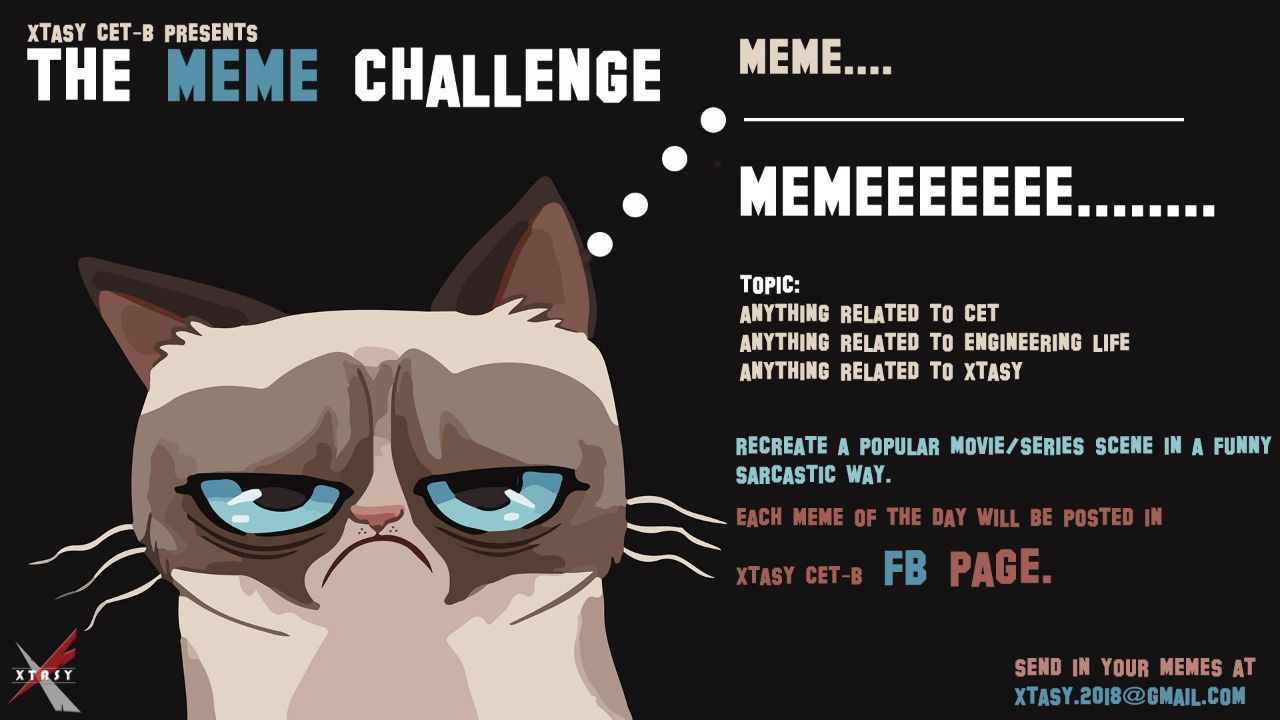 XTASY CET-B PRESENTS
THE MEME CHALLENGE
MEME....
MEMEEEEEEE........
TOPIC:
ANYTHING RELATED TO CET
ANYTHING RELATED TO ENGINEERING LIFE
ANYTHING RELATED TO XTASY
RECREATE A POPULAR MOVIE/SERIES SCENE IN A FUNNY
SARCASTIC WAY.
EACH MEME OF THE DAY WILL BE POSTED IN
XTASY CET-B FB PAGE.
XTASY
SEND IN YOUR MEMES AT
XTASY.2018@GMAIL.COM